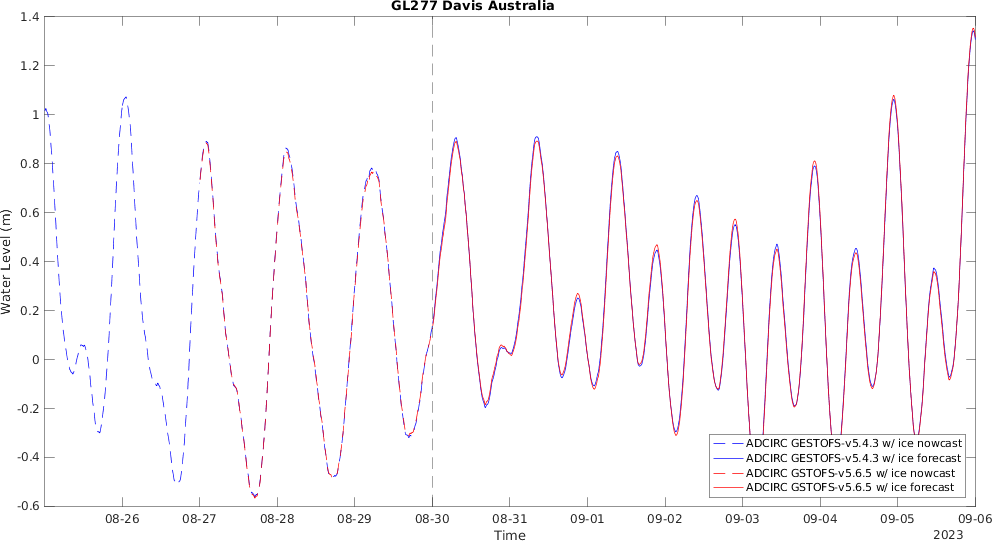 GL277 Davis Australia
1.4
1.2
1
0.8
0.6
0.4
0.2
0
-0.2
-0.4
-0.6
Water Level (m)
ADCIRC GESTOFS-v5.4.3 w/ ice nowcast
ADCIRC GESTOFS-v5.4.3 w/ ice forecast
ADCIRC GSTOFS-v5.6.5 w/ ice nowcast
ADCIRC GSTOFS-v5.6.5 w/ ice forecast
08-26 08-27 08-28 08-29 08-30 08-31 09-01 09-02 09-03 09-04 09-05 09-06
Time
2023